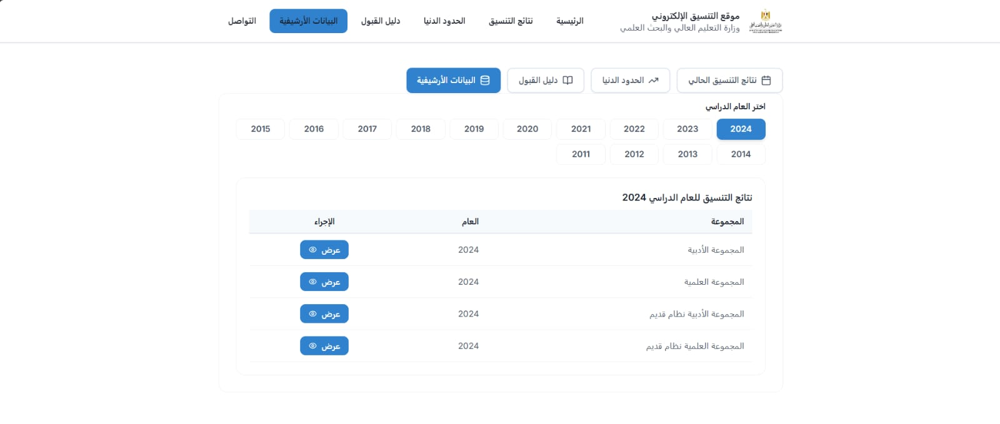 موقع التنسيق الإلكتروني
وزارة التعليم العالي والبحث العلمي
الرئيسية
نتائج التنسيق
الحدود الدنيا
دليل القبول
البيانات الأرشيفية
التواصل
نتائج التنسيق الحالي
الحدود الدنيا
دليل القبول
البيانات الأرشيفية
اختر العام الدراسي
2024 2023 2022 2021 2020 2019 2018 2017 2016 2015
2014 2013 2012 2011
نتائج التنسيق للعام الدراسي 2024
المجموعة العام الإجراء
المجموعة الأدبية 2024 عرض
المجموعة العلمية 2024 عرض
المجموعة الأدبية نظام قديم 2024 عرض
المجموعة العلمية نظام قديم 2024 عرض